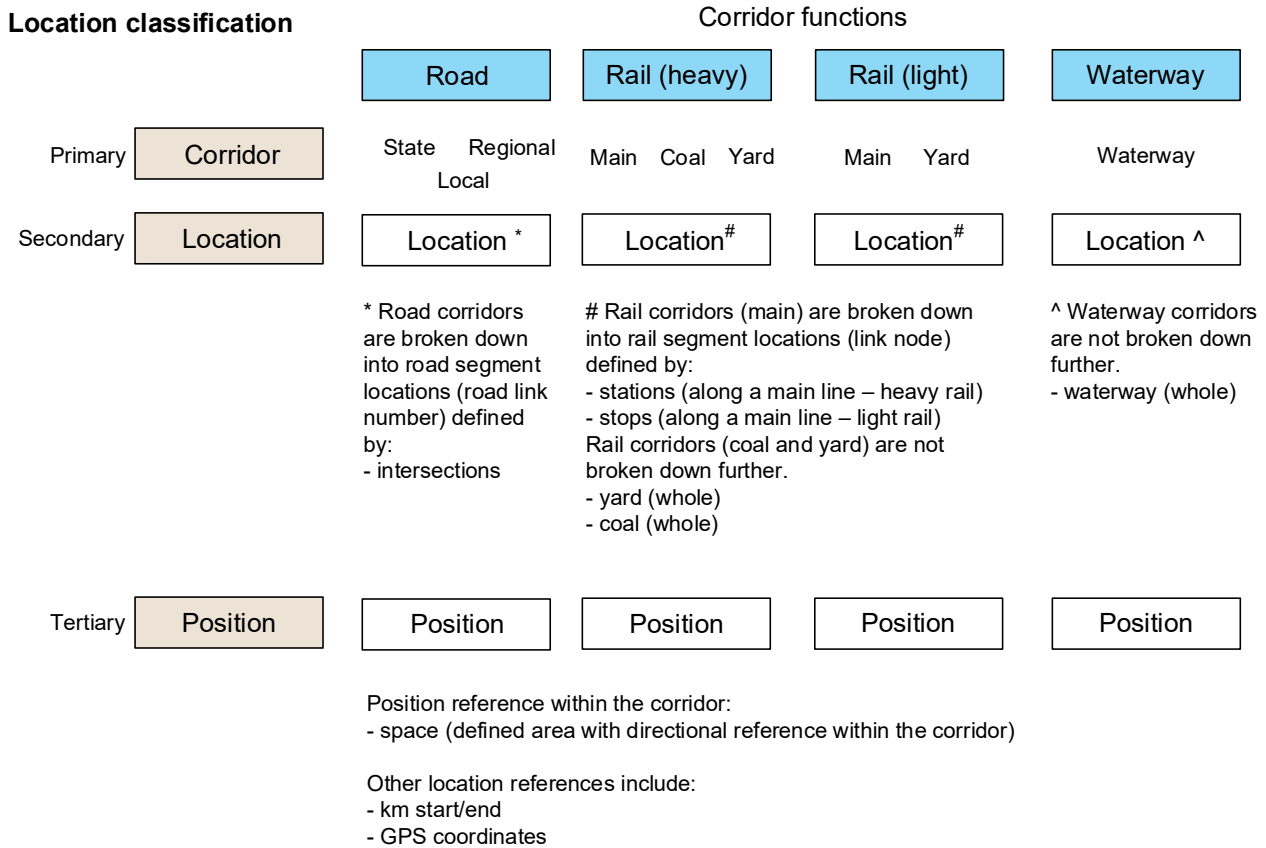 Location classification
Corridor functions
Road
Rail (heavy)
Rail (light)
Waterway
Primary
Corridor
State Regional
Local
Main Coal Yard
Main Yard
Waterway
Secondary
Location
Location *
Location#
Location#
Location ^
* Road corridors
are broken down
into road segment
locations (road link
number) defined
by:
- intersections
# Rail corridors (main) are broken down
into rail segment locations (link node)
defined by:
- stations (along a main line – heavy rail)
- stops (along a main line – light rail)
Rail corridors (coal and yard) are not
broken down further.
- yard (whole)
- coal (whole)
^ Waterway corridors
are not broken down
further.
- waterway (whole)
Tertiary
Position
Position
Position
Position
Position
Position reference within the corridor:
- space (defined area with directional reference within the corridor)
Other location references include:
- km start/end
- GPS coordinates